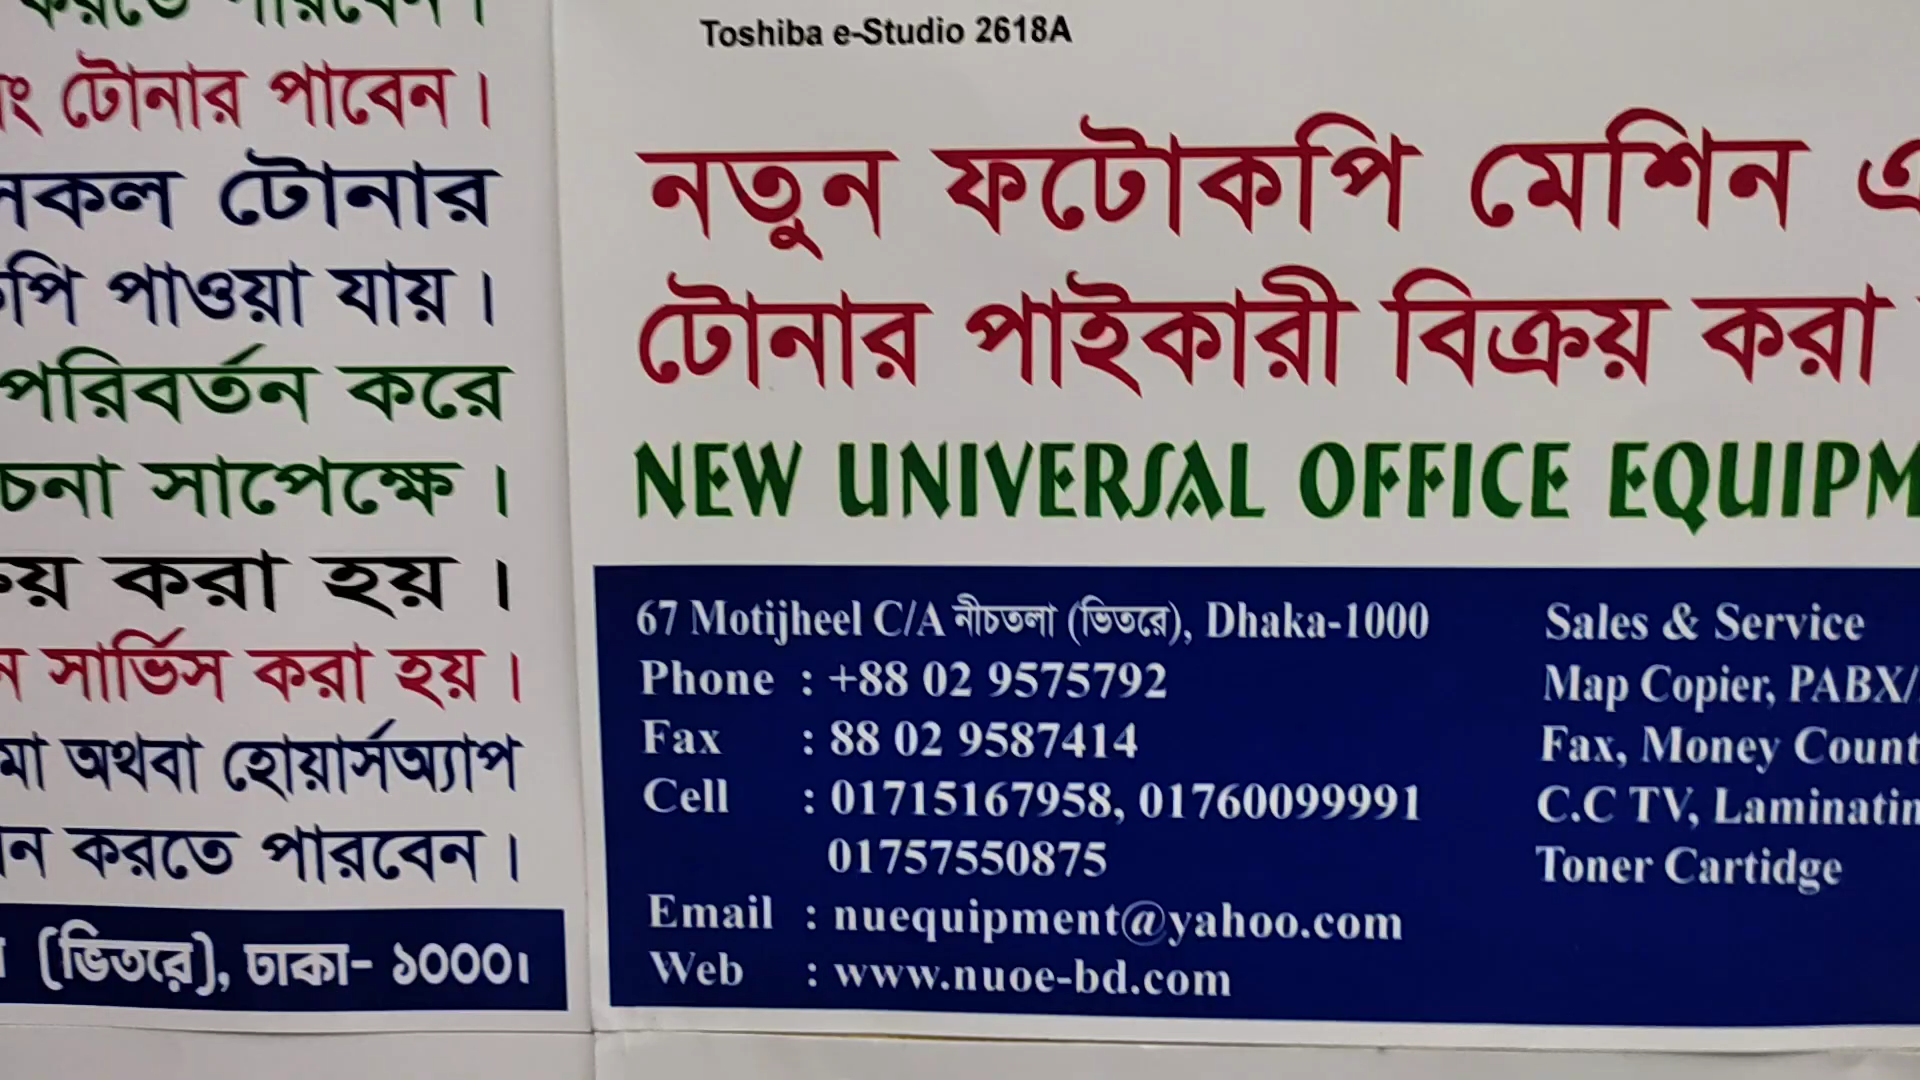 করতে পারবেন।
টোনার পাবেন।
সকল টোনার
পি পাওয়া যায়।
পরিবর্তন করে
চনা সাপেক্ষে।
করা হয়।
সার্ভিস করা হয়।
অথবা হোয়ার্সঅ্যাপ
করতে পারবেন।
(ভিতরে), ঢাকা- ১০০০।
Toshiba e-Studio 2618A
নতুন ফটোকপি মেশিন এ
টোনার পাইকারী বিক্রয় করা
NEW UNIVERSAL OFFICE EQUIPM
67 Motijheel C/A নীচতলা (ভিতরে), Dhaka-1000
Phone : +88 02 9575792
Fax : 88 02 9587414
Cell : 01715167958, 01760099991
01757550875
Email : nuequipment@yahoo.com
Web : www.nuoe-bd.com
Sales & Service
Map Copier, PABX/
Fax, Money Count
C.C TV, Laminatin
Toner Cartidge